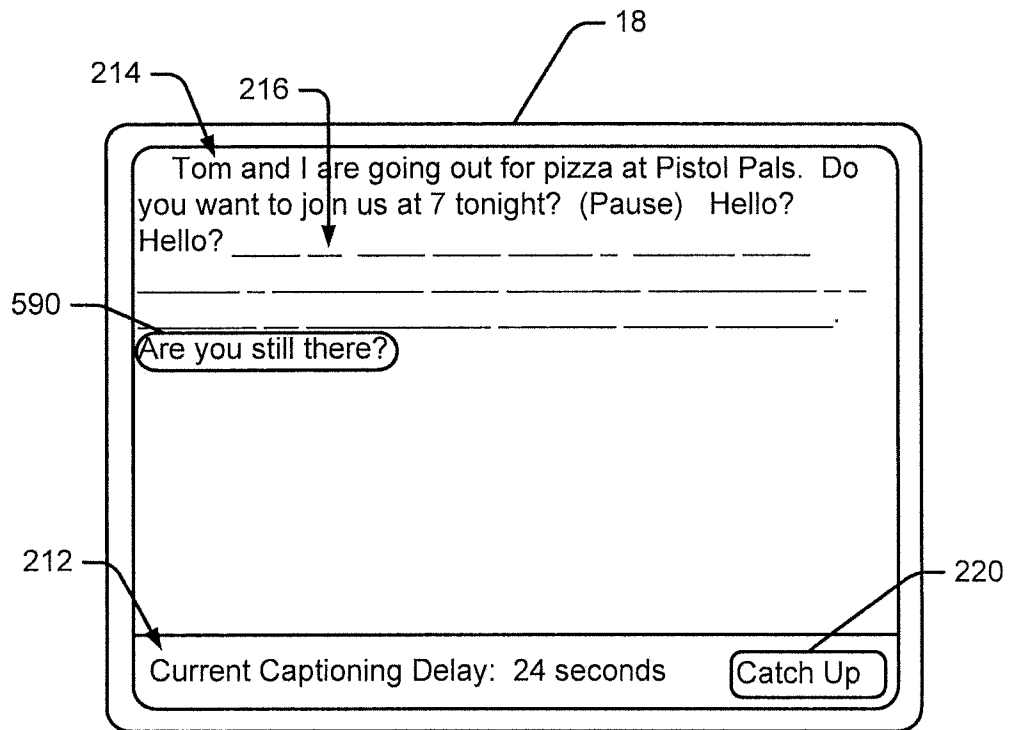 18
214
216
Tom and I are going out for pizza at Pistol Pals. Do
you want to join us at 7 tonight? (Pause) Hello?
Hello?
590
Are you still there?
212
220
Current Captioning Delay: 24 seconds
Catch Up